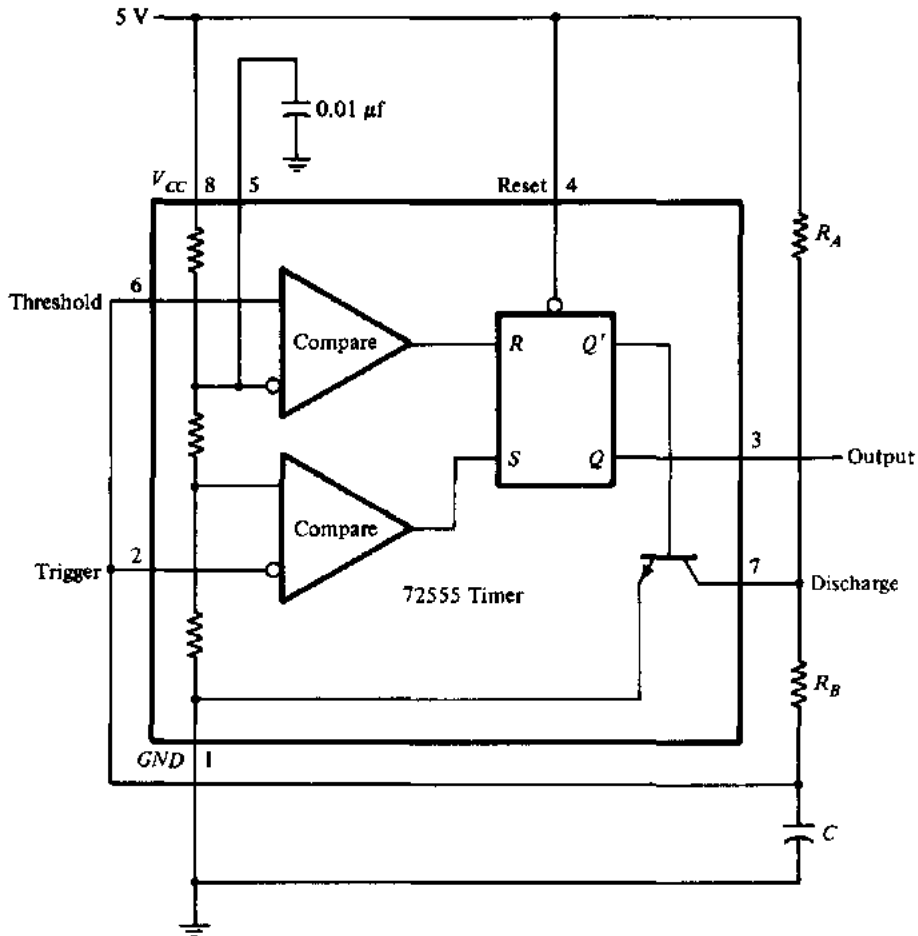 5 V
0.01 μf
V_CC 8 5 Reset 4
R_A
6
Threshold
Compare
R Q'
S Q
3
Output
Compare
2
Trigger
7
Discharge
72555 Timer
R_B
GND 1
C